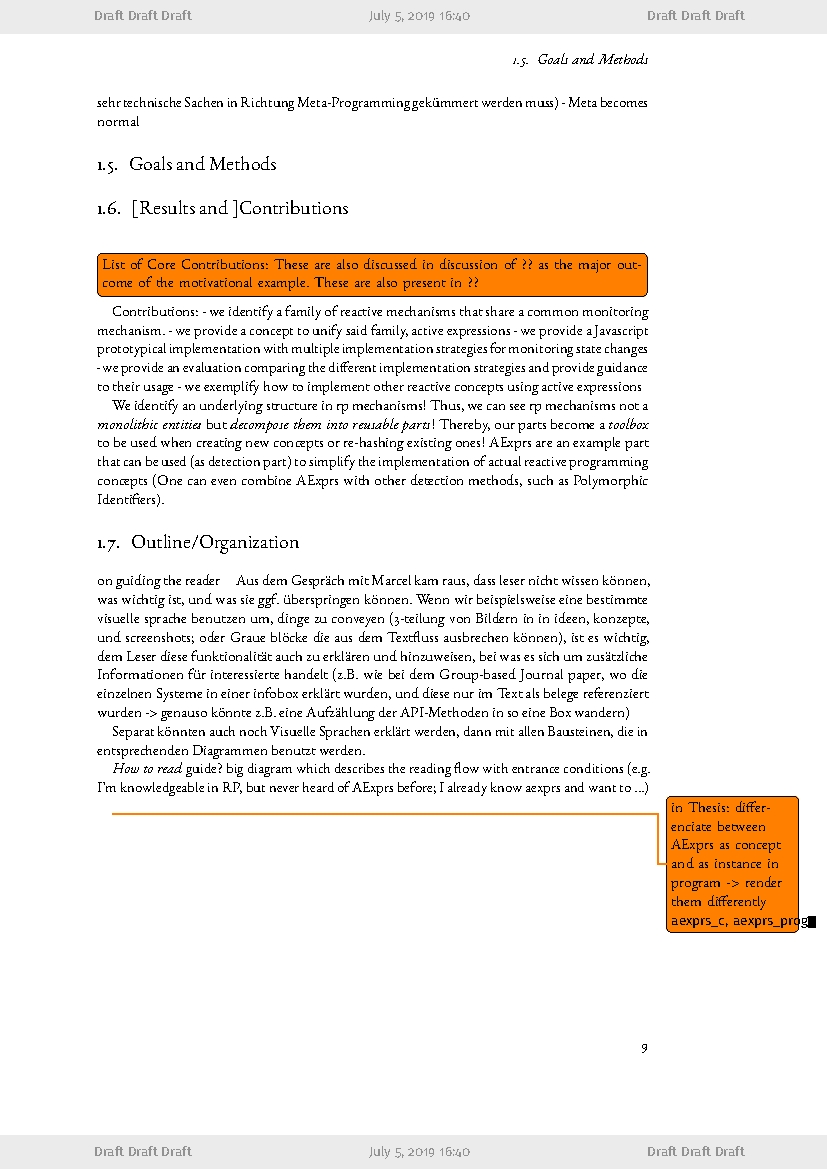 Draft Draft Draft July 5, 2019 16:40 Draft Draft Draft
1.5. Goals and Methods
sehr technische Sachen in Richtung Meta-Programming gekümmert werden muss) - Meta becomes
normal
1.5. Goals and Methods
1.6. [Results and ]Contributions
List of Core Contributions: These are also discussed in discussion of ?? as the major out-
come of the motivational example. These are also present in ??
Contributions: - we identify a family of reactive mechanisms that share a common monitoring
mechanism. - we provide a concept to unify said family, active expressions - we provide a Javascript
prototypical implementation with multiple implementation strategies for monitoring state changes
- we provide an evaluation comparing the different implementation strategies and provide guidance
to their usage - we exemplify how to implement other reactive concepts using active expressions
We identify an underlying structure in rp mechanisms! Thus, we can see rp mechanisms not a
monolithic entities but decompose them into reusable parts! Thereby, our parts become a toolbox
to be used when creating new concepts or re-hashing existing ones! AExprs are an example part
that can be used (as detection part) to simplify the implementation of actual reactive programming
concepts (One can even combine AExprs with other detection methods, such as Polymorphic
Identifiers).
1.7. Outline/Organization
on guiding the reader Aus dem Gespräch mit Marcel kam raus, dass leser nicht wissen können,
was wichtig ist, und was sie ggf. überspringen können. Wenn wir beispielsweise eine bestimmte
visuelle sprache benutzen um, dinge zu conveyen (3-teilung von Bildern in in ideen, konzepte,
und screenshots; oder Graue blöcke die aus dem Textfluss ausbrechen können), ist es wichtig,
dem Leser diese funktionalität auch zu erklären und hinzuweisen, bei was es sich um zusätzliche
Informationen für interessierte handelt (z.B. wie bei dem Group-based Journal paper, wo die
einzelnen Systeme in einer infobox erklärt wurden, und diese nur im Text als belege referenziert
wurden -> genauso könnte z.B. eine Aufzählung der API-Methoden in so eine Box wandern)
Separat könnten auch noch Visuelle Sprachen erklärt werden, dann mit allen Bausteinen, die in
entsprechenden Diagrammen benutzt werden.
How to read guide? big diagram which describes the reading flow with entrance conditions (e.g.
I'm knowledgeable in RP, but never heard of AExprs before; I already know aexprs and want to ...)
in Thesis: differ-
enciate between
AExprs as concept
and as instance in
program -> render
them differently
aexprs_c, aexprs_prog
9
Draft Draft Draft July 5, 2019 16:40 Draft Draft Draft